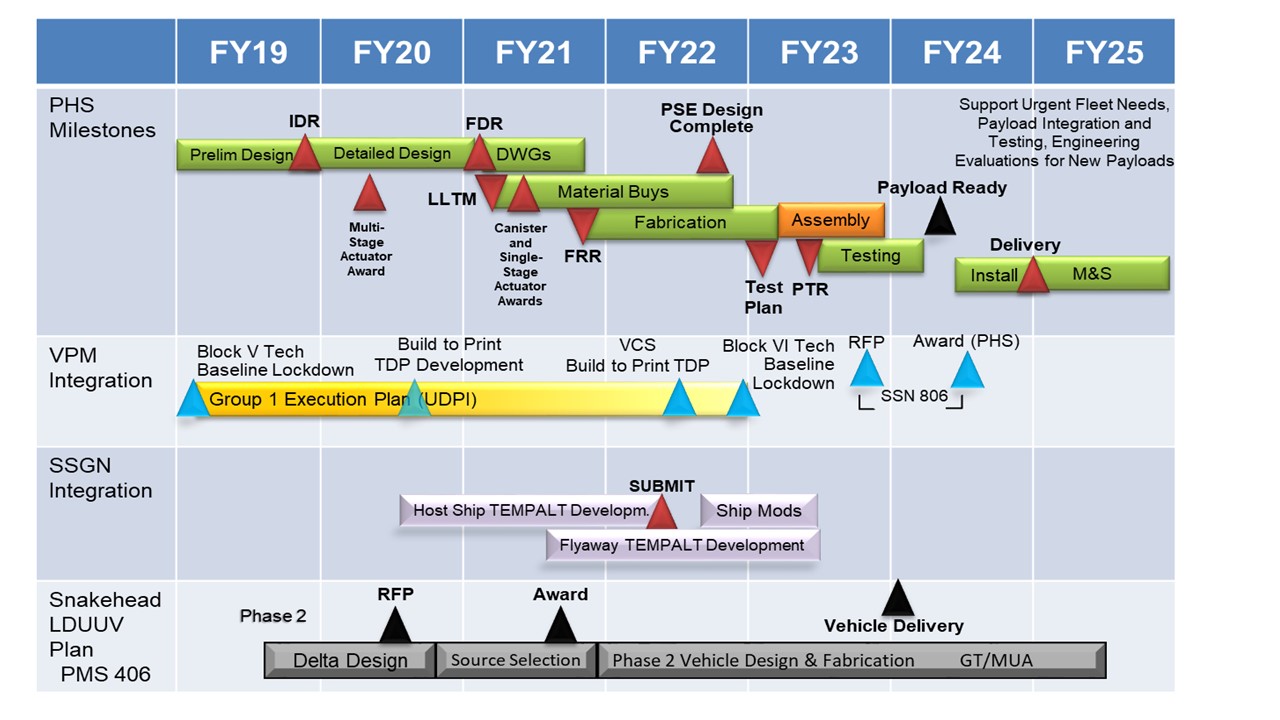 FY19 FY20 FY21 FY22 FY23 FY24 FY25
PHS
Milestones
IDR
FDR
PSE Design
Complete
Support Urgent Fleet Needs,
Payload Integration and
Testing, Engineering
Evaluations for New Payloads
Prelim Design
Detailed Design
DWGs
LLTM
Material Buys
Payload Ready
Multi-
Stage
Actuator
Award
Canister
and
Single-
Stage
Actuator
Awards
FRR
Fabrication
Assembly
Testing
Test
Plan
PTR
Delivery
Install
M&S
VPM
Integration
Block V Tech
Baseline Lockdown
Build to Print
TDP Development
VCS
Build to Print TDP
Block VI Tech
Baseline
Lockdown
RFP
Award (PHS)
SSN 806
Group 1 Execution Plan (UDPI)
SSGN
Integration
SUBMIT
Host Ship TEMPALT Developm.
Ship Mods
Flyaway TEMPALT Development
Snakehead
LDUUV
Plan
PMS 406
Phase 2
RFP
Award
Vehicle Delivery
Delta Design
Source Selection
Phase 2 Vehicle Design & Fabrication
GT/MUA